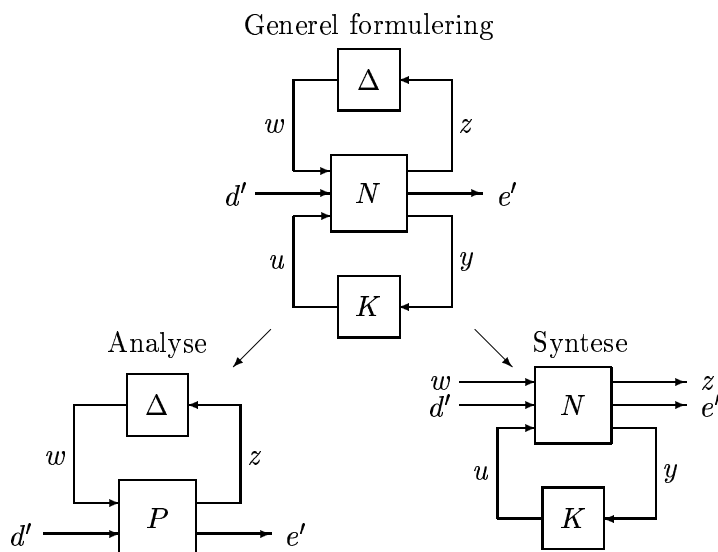 Generel formulering
Δ
w z
d′ N e′
u y
K
Analyse
Δ
w z
d′ P e′
Syntese
w z
d′ N e′
u y
K